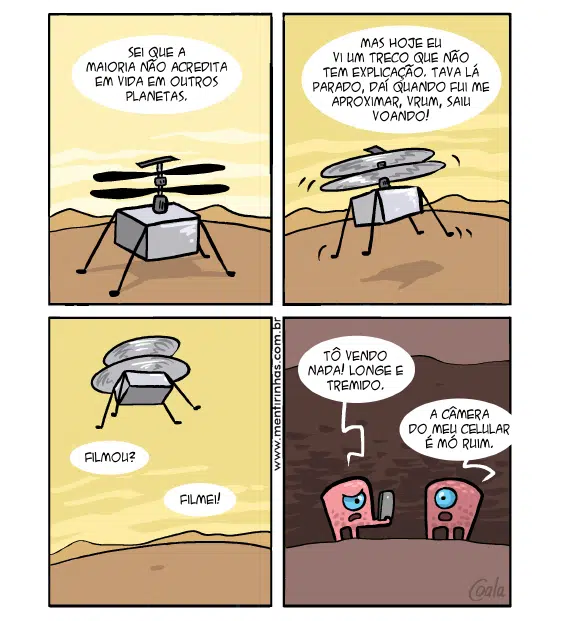 SEI QUE A
MAIORIA NÃO ACREDITA
EM VIDA EM OUTROS
PLANETAS.
MAS HOJE EU
VI UM TRECO QUE NÃO
TEM EXPLICAÇÃO. TAVA LÁ
PARADO, DAÍ QUANDO FUI ME
APROXIMAR, VRUM, SAIU
VOANDO!
FILMOU?
FILMEI!
www.mentirinhas.com.br
TÔ VENDO
NADA! LONGE E
TREMIDO.
A CÂMERA
DO MEU CELULAR
É MÓ RUIM.
Coala